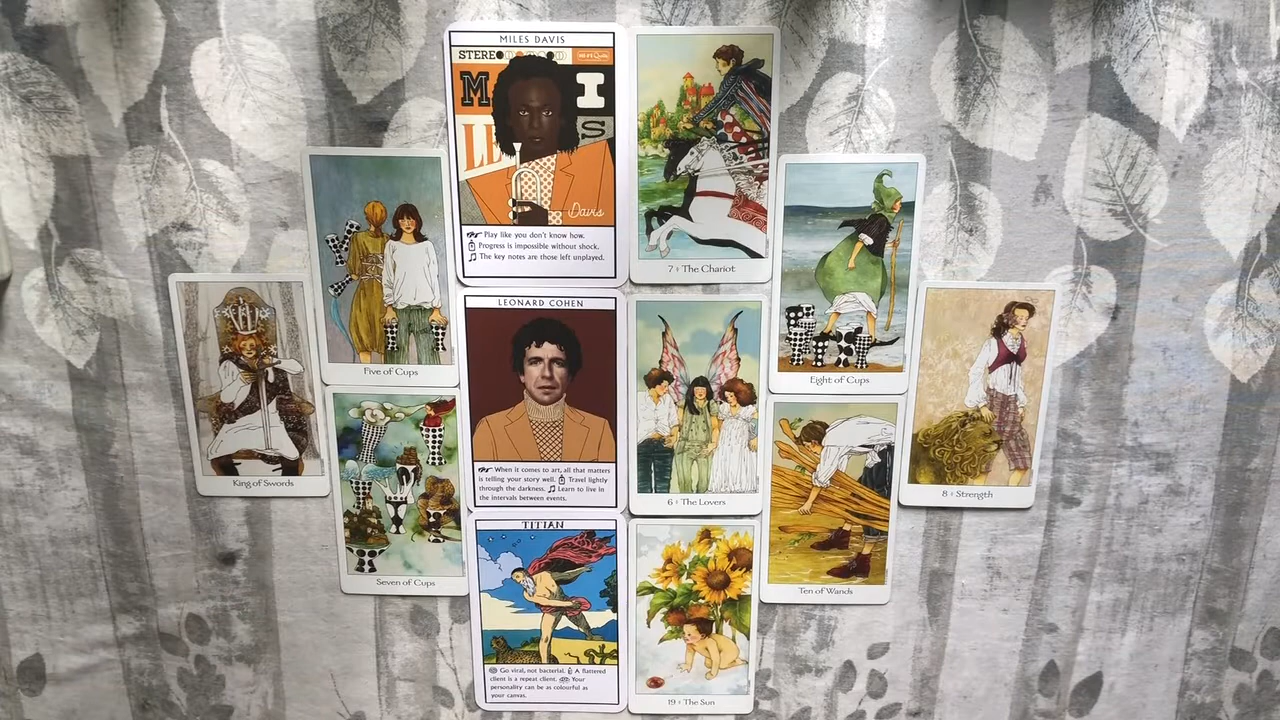 MILES DAVIS
STEREO
M I
LE S
Davis
Play like you don't know how.
Progress is impossible without shock.
The key notes are those left unplayed.
7 The Chariot
Five of Cups
Eight of Cups
LEONARD COHEN
When it comes to art, all that matters
is telling your story well. Travel lightly
through the darkness. Learn to live in
the intervals between events.
King of Swords
6 The Lovers
8 Strength
Seven of Cups
Ten of Wands
TITIAN
Go viral, not bacterial. A flattered
client is a repeat client. Your
personality can be as colourful as
your canvas.
19 The Sun